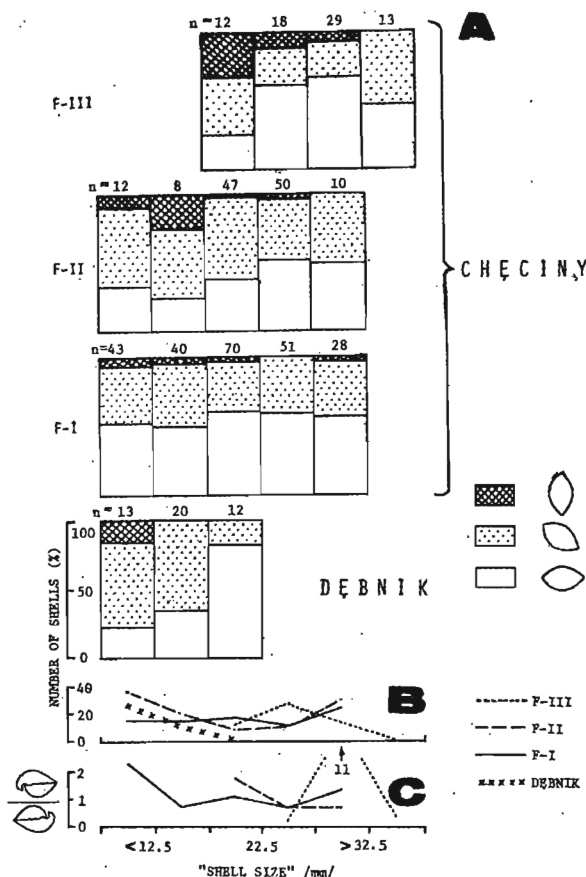 A
n = 12 18 29 13
F-III
n = 12 8 47 50 10
F-II
CHĘCINY
n=43 40 70 51 28
F-I
n = 13 20 12
DĘBNIK
NUMBER OF SHELLS (%)
100
50
0
40
20
0
B
11
F-III
F-II
F-I
DĘBNIK
2
1
0
C
<12.5 22.5 >32.5
"SHELL SIZE" /mm/